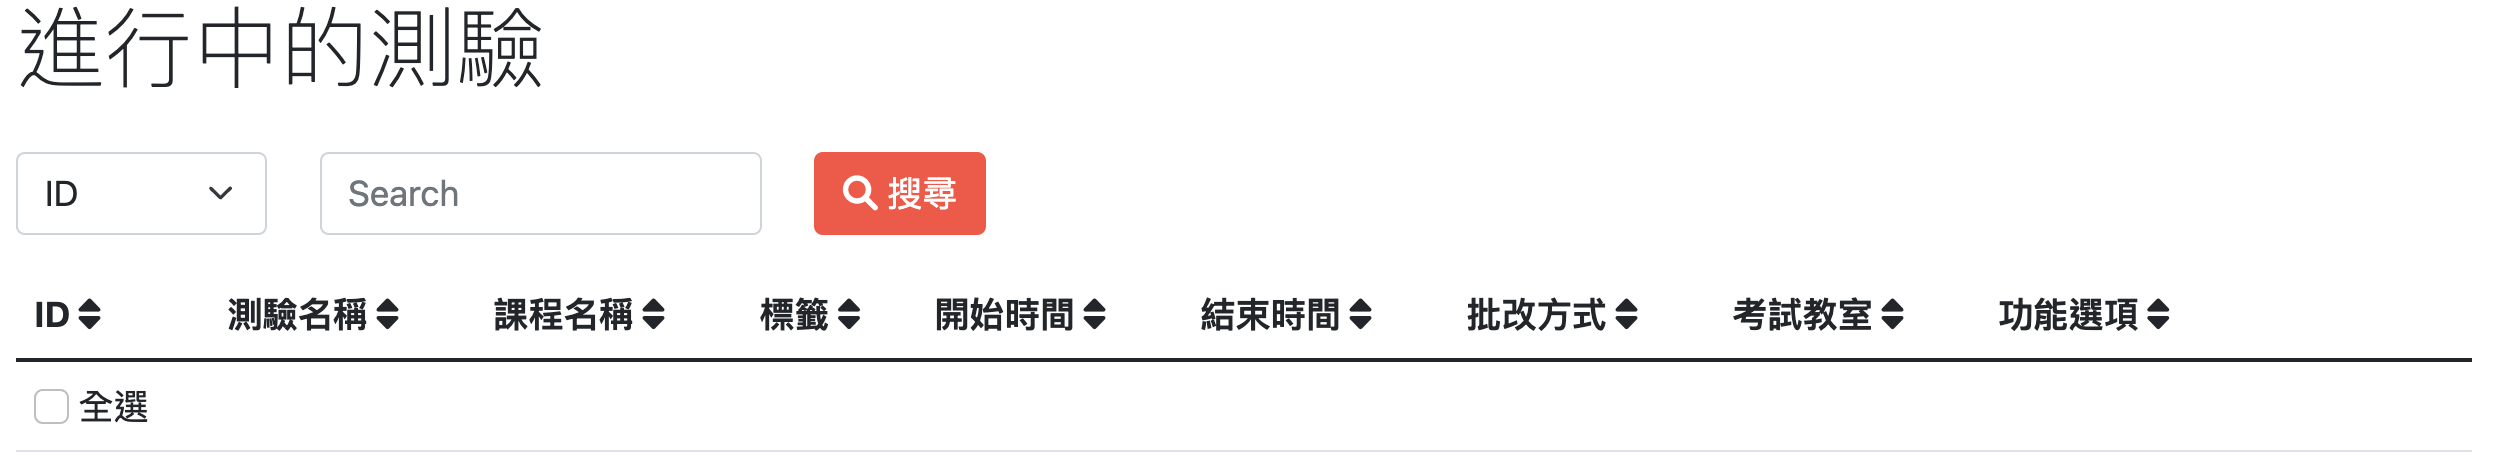 進行中的測驗
ID Search 搜尋
ID 測驗名稱 課程名稱 權重 開始時間 結束時間 批改方式 考試教室 功能選項
全選